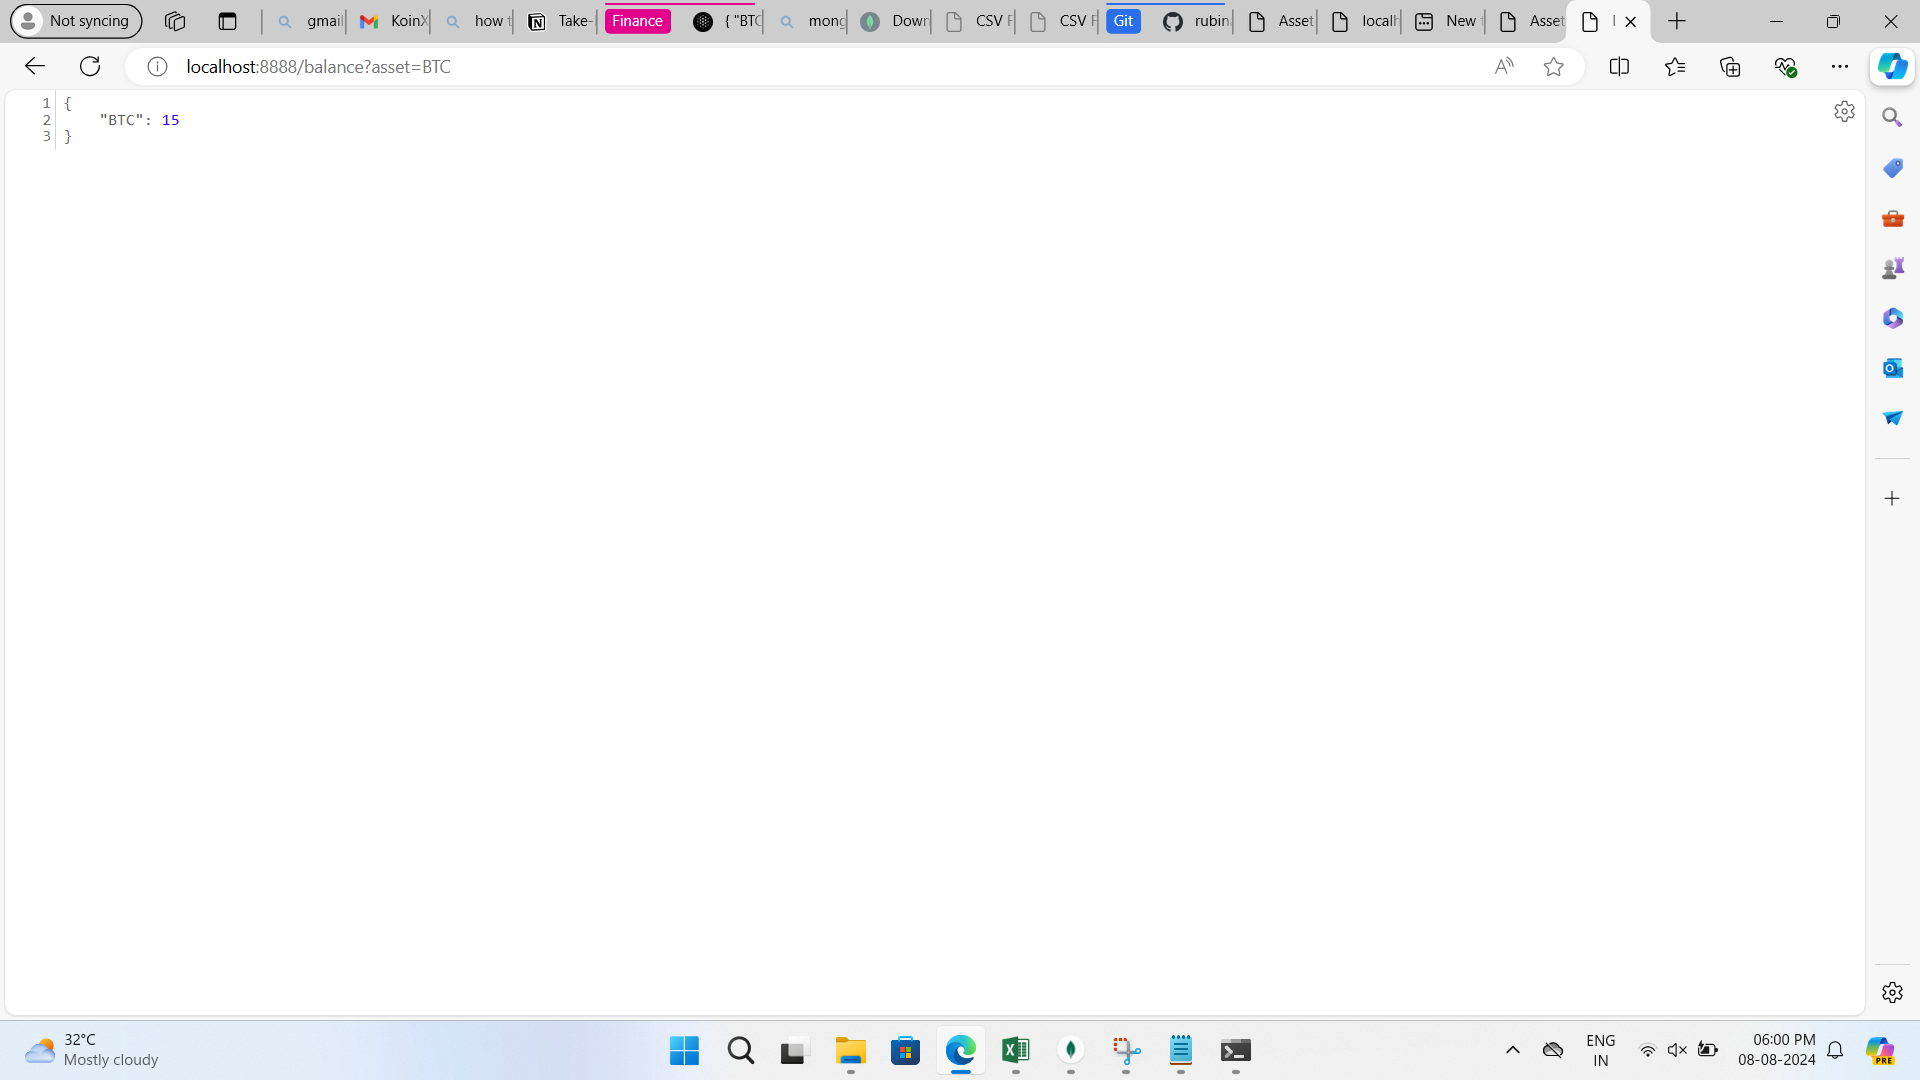 Not syncing
gmail
KoinX
how t
Take-
Finance
{ "BTC
mong
Down
CSV F
CSV F
Git
rubin
Asset
localh
New t
Asset
localhost:8888/balance?asset=BTC
1 {
2 "BTC": 15
3 }
32°C
Mostly cloudy
ENG
IN
06:00 PM
08-08-2024
PRE